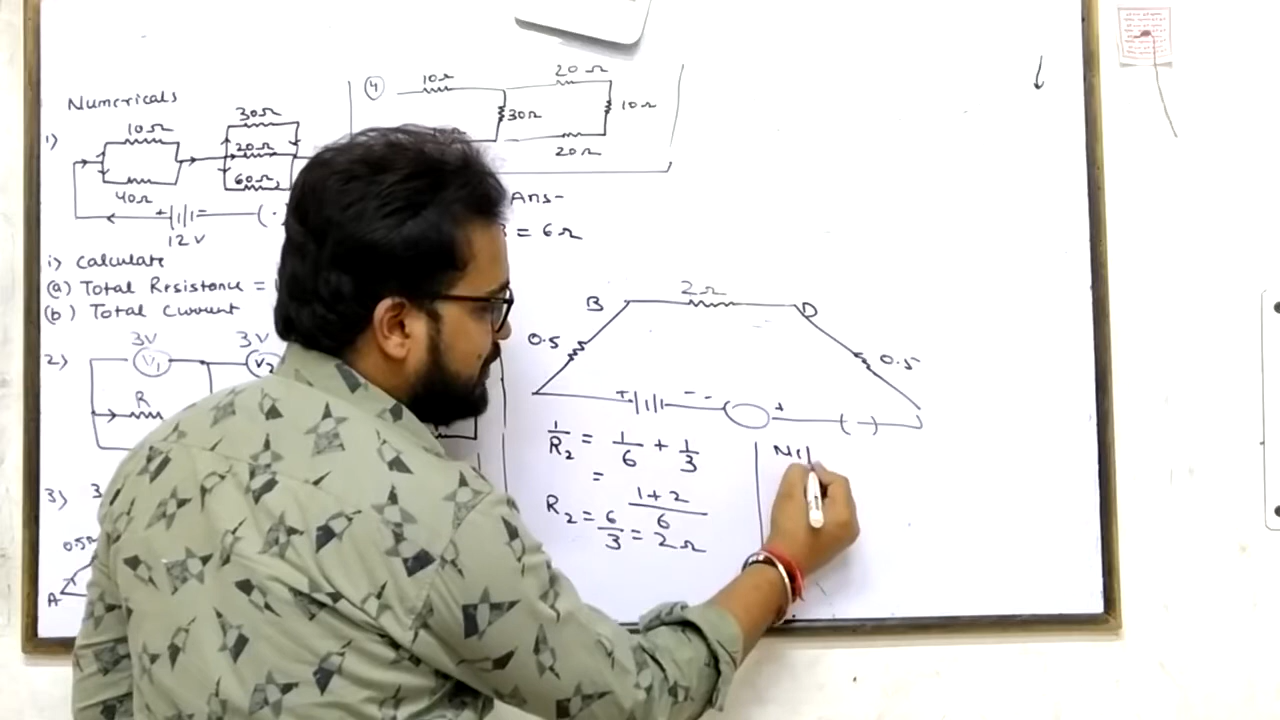 Numericals
1)
10Ω
40Ω
30Ω
20Ω
60Ω
+ -
12 V
( . )
i) Calculate
(a) Total Resistance =
(b) Total Current
2)
3V
V1
3V
V2
R
3)
3
0.5Ω
A
4
10Ω
20Ω
30Ω
10Ω
20Ω
Ans-
= 6Ω
B
2Ω
D
0.5
0.5
+ - - +
( )
1/R2 = 1/6 + 1/3
= 1+2/6
R2 = 6/3 = 2Ω